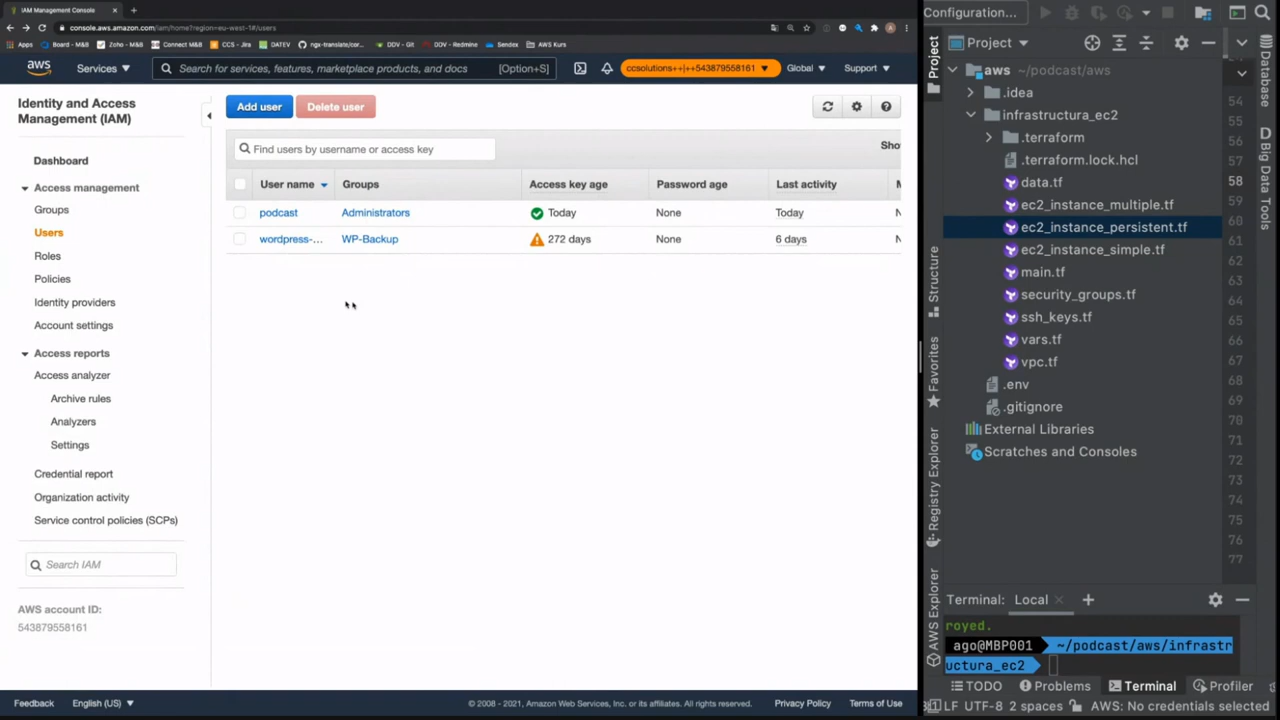 IAM Management Console
console.aws.amazon.com/iam/home?region=eu-west-1#/users
Apps
Board - M&B
Zoho - M&B
Connect M&B
CCS - Jira
DATEV
ngx-translate/cor...
DDV - Git
DDV - Redmine
Sendex
AWS Kurs
aws
Services
Search for services, features, marketplace products, and docs
[Option+S]
ccsolutions++|++543879558161
Global
Support
Identity and Access
Management (IAM)
Dashboard
Access management
Groups
Users
Roles
Policies
Identity providers
Account settings
Access reports
Access analyzer
Archive rules
Analyzers
Settings
Credential report
Organization activity
Service control policies (SCPs)
Search IAM
AWS account ID:
543879558161
Add user
Delete user
Find users by username or access key
Sho
User name
Groups
Access key age
Password age
Last activity
podcast
Administrators
Today
None
Today
wordpress-...
WP-Backup
272 days
None
6 days
Feedback
English (US)
© 2008 - 2021, Amazon Web Services, Inc. or its affiliates. All rights reserved.
Privacy Policy
Terms of Use
Configuration...
Project
Structure
Favorites
Registry Explorer
AWS Explorer
Project
aws ~/podcast/aws
.idea
infrastructura_ec2
.terraform
.terraform.lock.hcl
data.tf
ec2_instance_multiple.tf
ec2_instance_persistent.tf
ec2_instance_simple.tf
main.tf
security_groups.tf
ssh_keys.tf
vars.tf
vpc.tf
.env
.gitignore
External Libraries
Scratches and Consoles
54
55
56
57
58
59
60
61
62
63
64
65
66
67
68
69
70
71
72
73
74
75
76
77
Database
Big Data Tools
Terminal:
Local
royed.
ago@MBP001 ~/podcast/aws/infrastr
uctura_ec2
TODO
Problems
Terminal
Profiler
LF UTF-8 2 spaces
AWS: No credentials selected